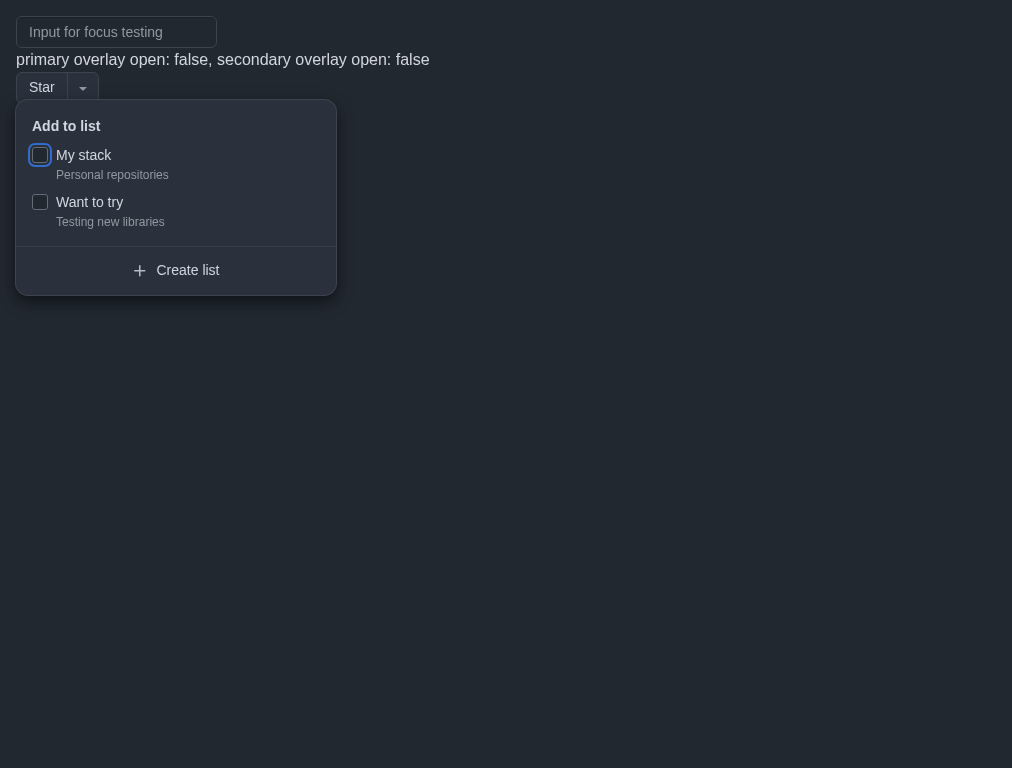 Input for focus testing
primary overlay open: false, secondary overlay open: false
Star
Add to list
My stack
Personal repositories
Want to try
Testing new libraries
Create list